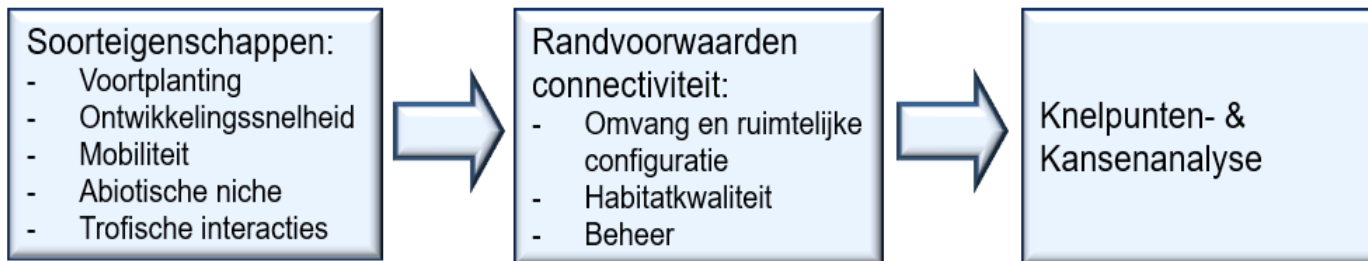 Soorteigenschappen:
- Voortplanting
- Ontwikkelingssnelheid
- Mobiliteit
- Abiotische niche
- Trofische interacties
Randvoorwaarden
connectiviteit:
- Omvang en ruimtelijke
configuratie
- Habitatkwaliteit
- Beheer
Knelpunten- &
Kansenanalyse